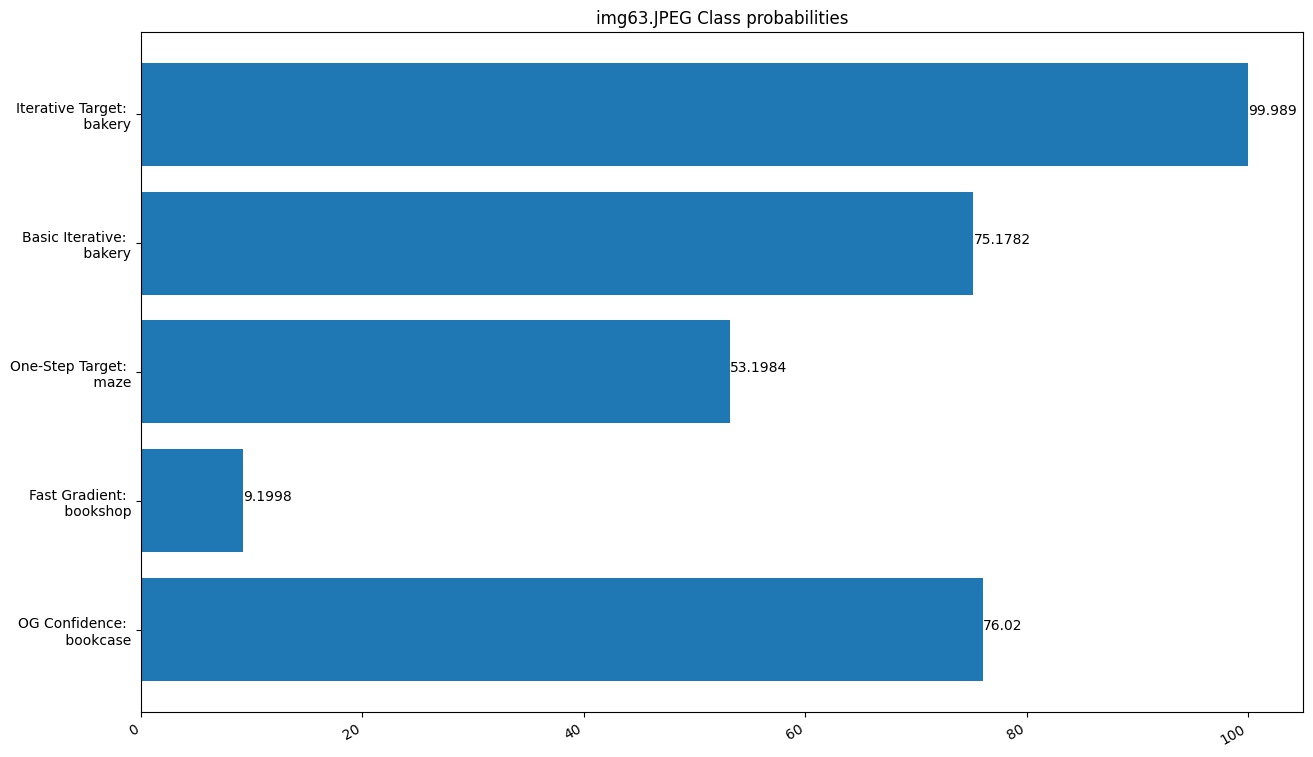 img63.JPEG Class probabilities
Iterative Target:
bakery
99.989
Basic Iterative:
bakery
75.1782
One-Step Target:
maze
53.1984
Fast Gradient:
bookshop
9.1998
OG Confidence:
bookcase
76.02
0
20
40
60
80
100